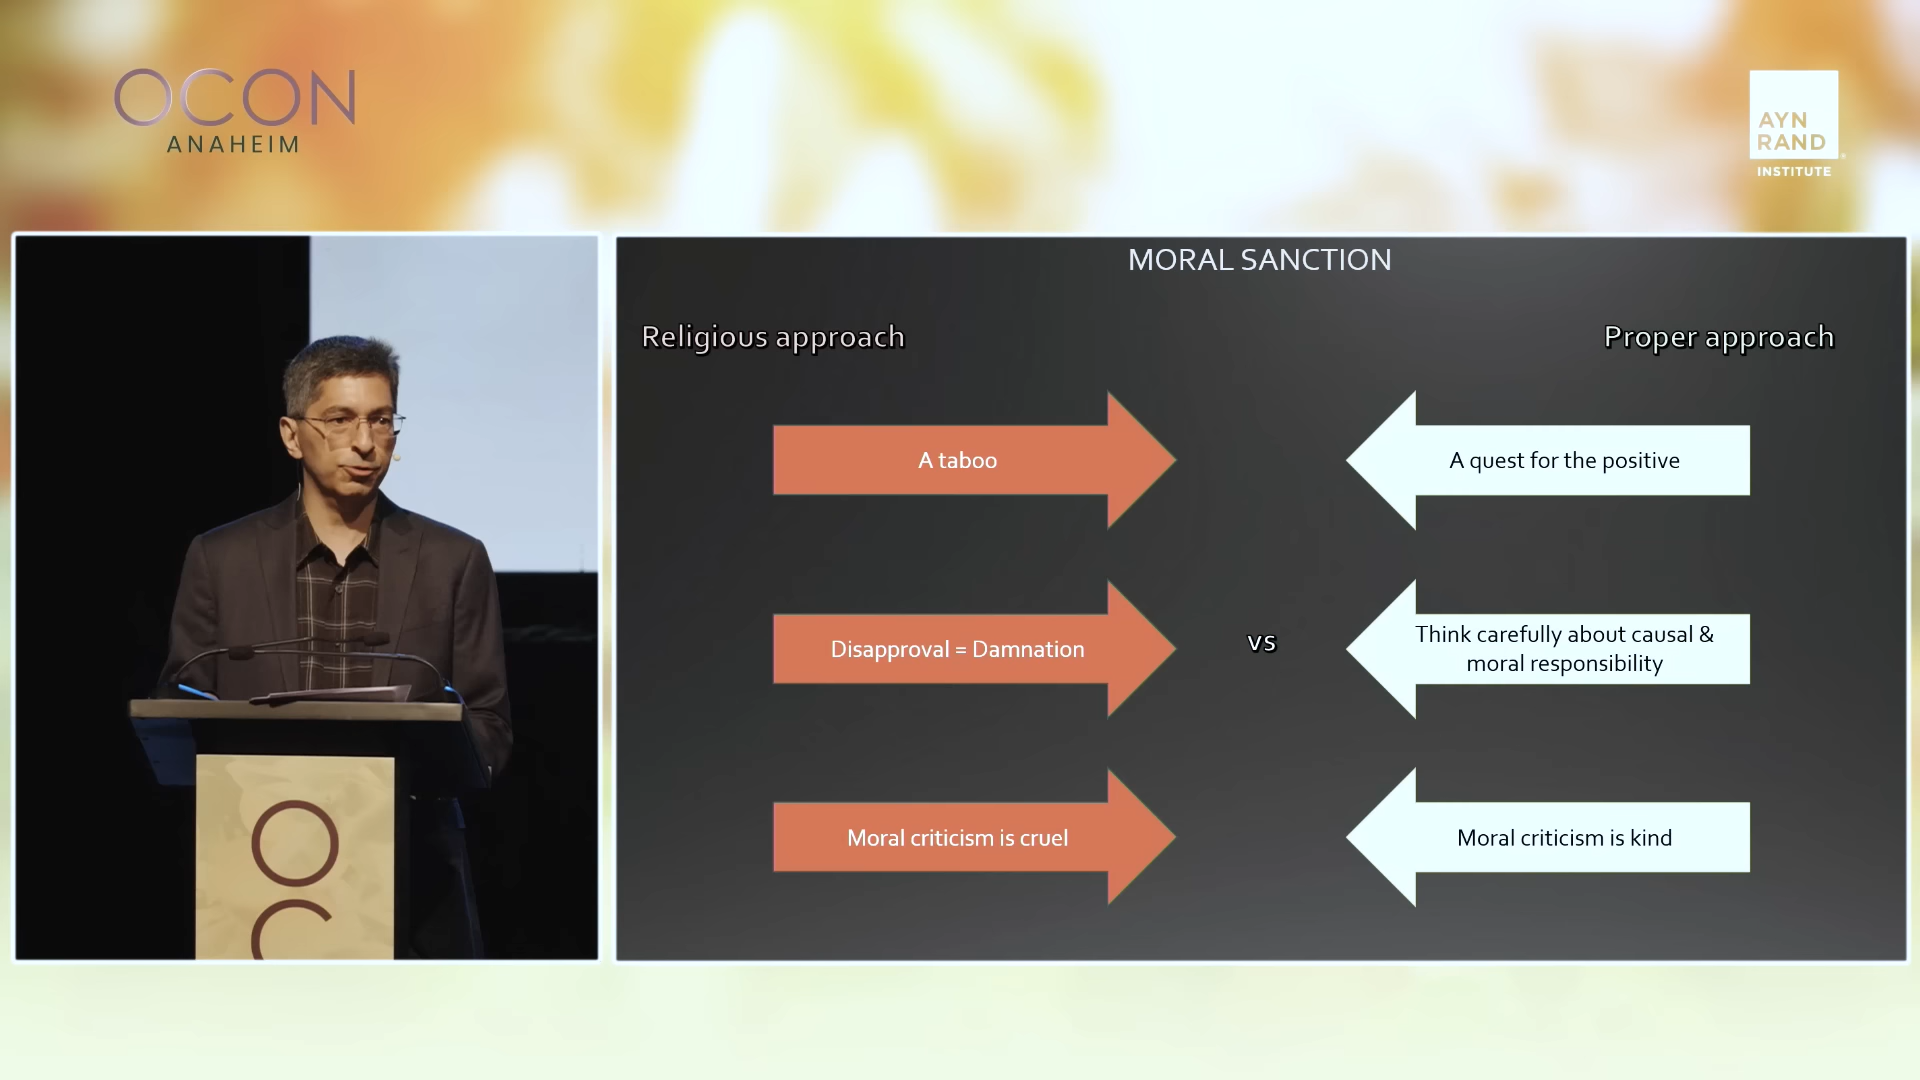 OCON
ANAHEIM
AYN
RAND
INSTITUTE
MORAL SANCTION
Religious approach
Proper approach
A taboo
A quest for the positive
Disapproval = Damnation
vs
Think carefully about causal &
moral responsibility
Moral criticism is cruel
Moral criticism is kind
O
C